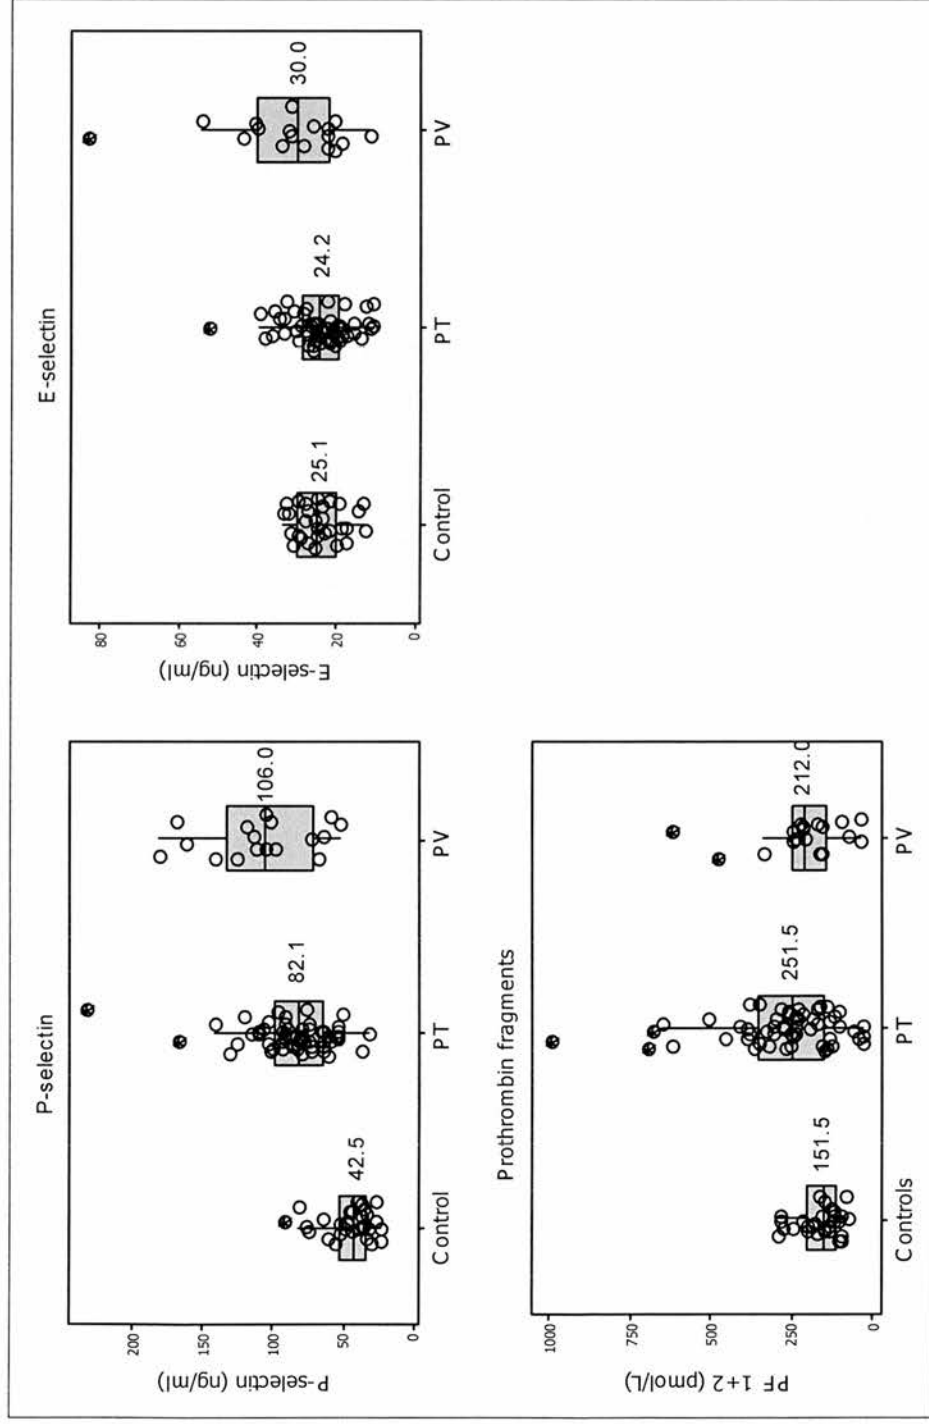 P-selectin
P-selectin (ng/ml)
200
150
100
50
0
42.5
82.1
106.0
Control
PT
PV
E-selectin
E-selectin (ng/ml)
80
60
40
20
0
25.1
24.2
30.0
Control
PT
PV
Prothrombin fragments
PF 1+2 (pmol/L)
1000
750
500
250
0
151.5
251.5
212.0
Controls
PT
PV